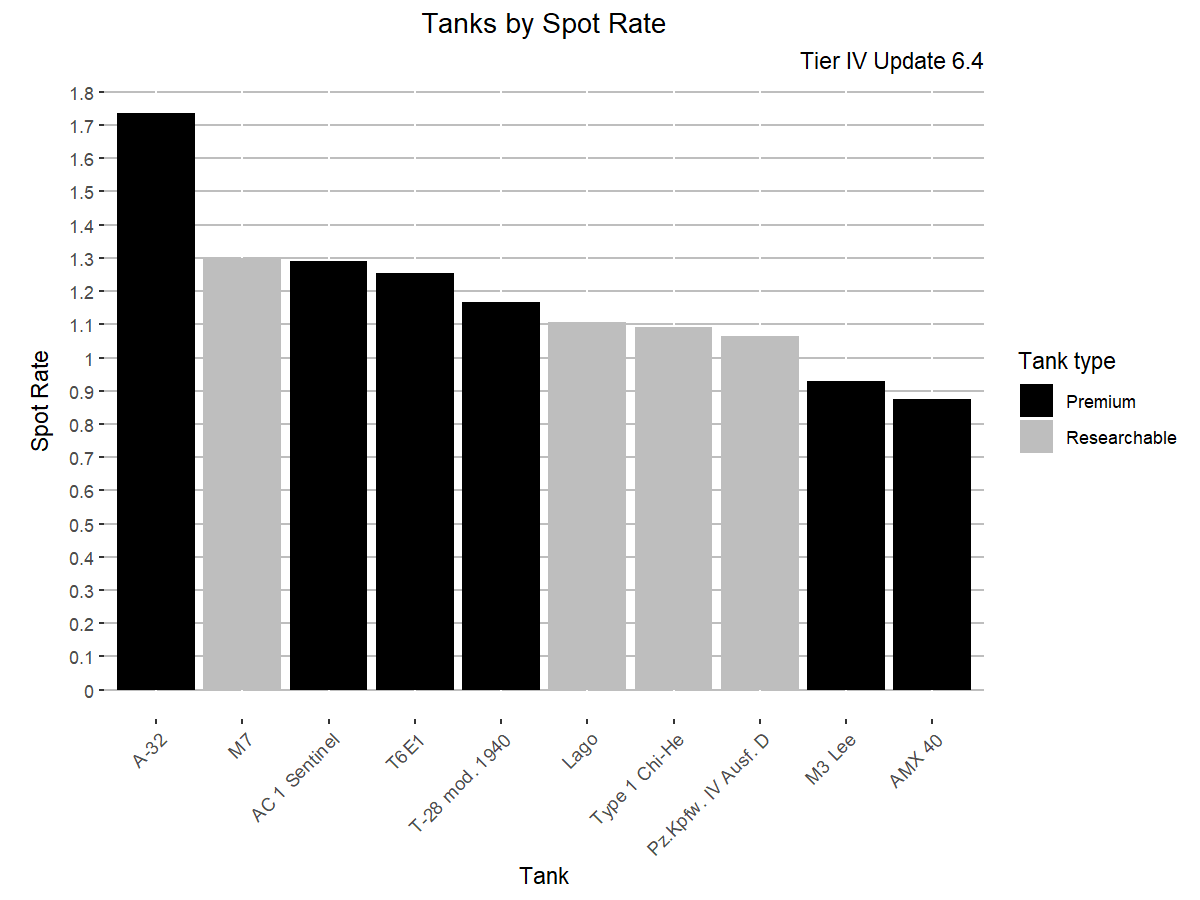 Tanks by Spot Rate
Tier IV Update 6.4
Spot Rate
1.8
1.7
1.6
1.5
1.4
1.3
1.2
1.1
1
0.9
0.8
0.7
0.6
0.5
0.4
0.3
0.2
0.1
0
A-32
M7
AC 1 Sentinel
T6E1
T-28 mod. 1940
Lago
Type 1 Chi-He
Pz.Kpfw. IV Ausf. D
M3 Lee
AMX 40
Tank
Tank type
Premium
Researchable